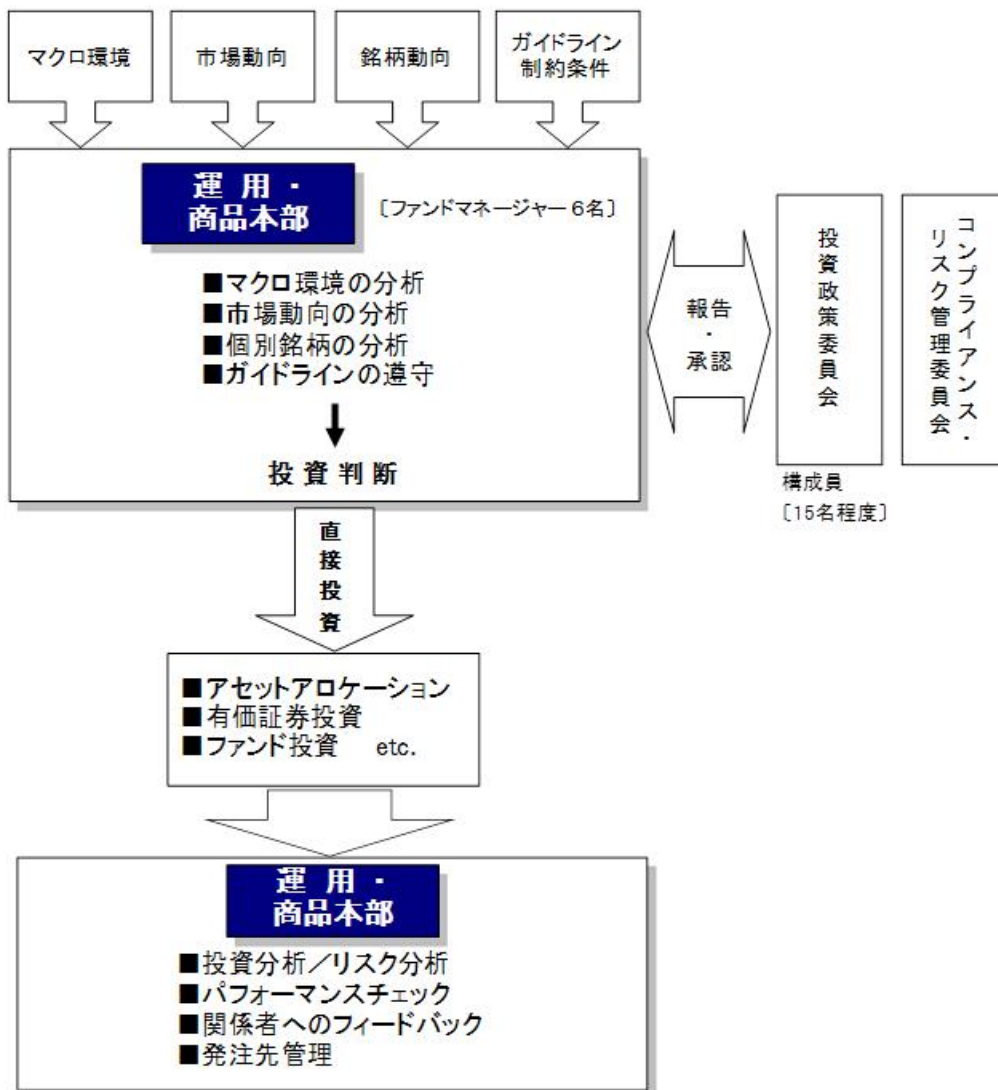 マクロ環境
市場動向
銘柄動向
ガイドライン
制約条件
運 用 ・
商品本部
〔ファンドマネージャー6名〕
■マクロ環境の分析
■市場動向の分析
■個別銘柄の分析
■ガイドラインの遵守
投 資 判 断
報告
・
承認
投資政策委員会
コンプライアンス・
リスク管理委員会
構成員
〔15名程度〕
直接投資
■アセットアロケーション
■有価証券投資
■ファンド投資 etc.
運 用 ・
商品本部
■投資分析/リスク分析
■パフォーマンスチェック
■関係者へのフィードバック
■発注先管理